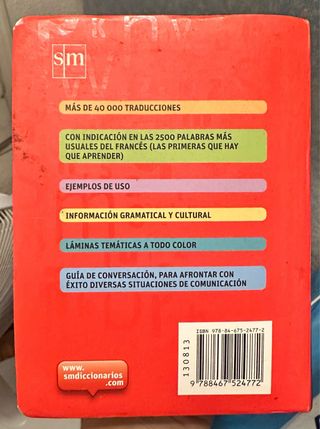 sm
MÁS DE 40 000 TRADUCCIONES
CON INDICACIÓN EN LAS 2500 PALABRAS MÁS
USUALES DEL FRANCÉS (LAS PRIMERAS QUE HAY
QUE APRENDER)
EJEMPLOS DE USO
INFORMACIÓN GRAMATICAL Y CULTURAL
LÁMINAS TEMÁTICAS A TODO COLOR
GUÍA DE CONVERSACIÓN, PARA AFRONTAR CON
ÉXITO DIVERSAS SITUACIONES DE COMUNICACIÓN
www.
smdiccionarios
.com
ISBN 978-84-675-2477-2
130813
9 788467 524772